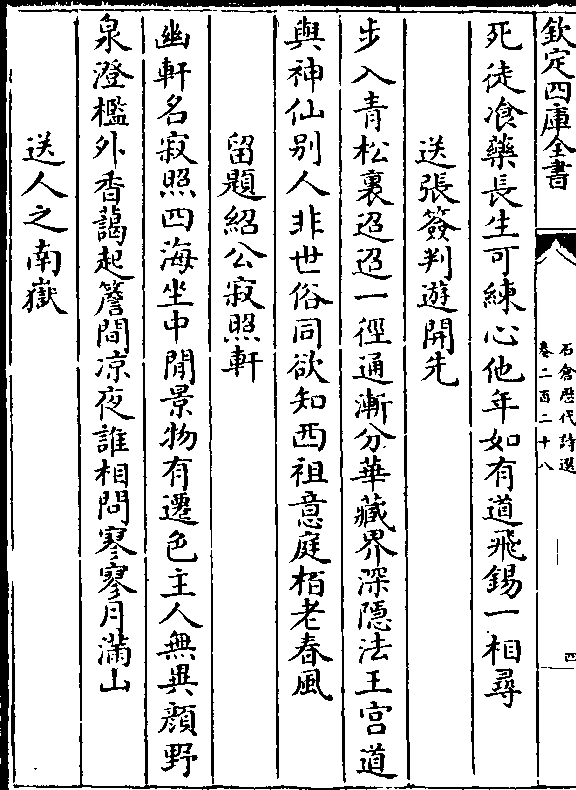 欽定四庫全書
石倉歷代詩選
卷二百二十八
四
死徒飡藥長生可練心他年如有道飛錫一相尋
送張簽判遊開先
步入青松裏迢迢一徑通漸分華藏界深隱法王宫道
與神仙别人非世俗同欲知西祖意庭栢老春風
留題紹公寂照軒
幽軒名寂照四海坐中閒景物有遷色主人無異顔野
泉澄檻外香藹起簷間凉夜誰相問寥寥月滿山
送人之南嶽